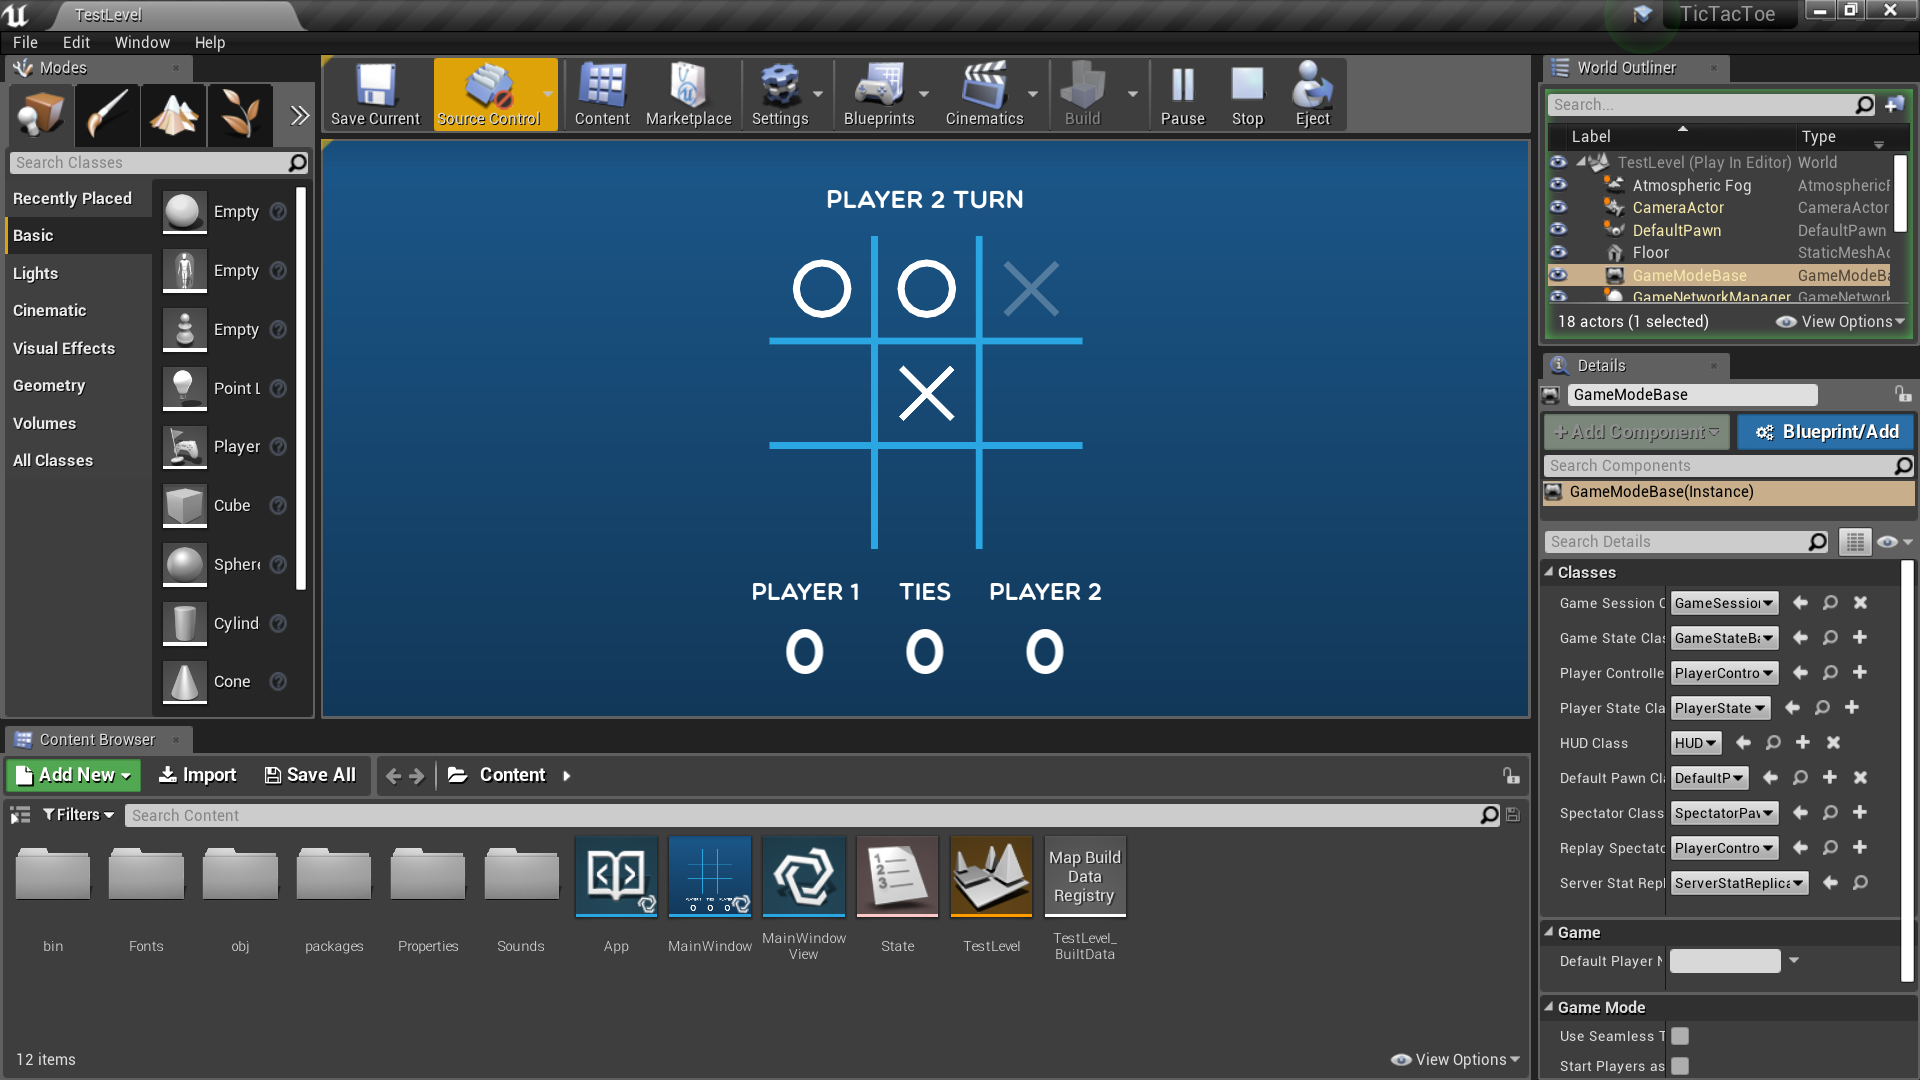 TestLevel
TicTacToe
File Edit Window Help
Modes
Search Classes
Recently Placed
Basic
Lights
Cinematic
Visual Effects
Geometry
Volumes
All Classes
Empty
Empty
Empty
Point L
Player
Cube
Sphere
Cylind
Cone
Save Current
Source Control
Content
Marketplace
Settings
Blueprints
Cinematics
Build
Pause
Stop
Eject
PLAYER 2 TURN
PLAYER 1 TIES PLAYER 2
0 0 0
World Outliner
Search...
Label Type
TestLevel (Play In Editor) World
Atmospheric Fog AtmosphericF
CameraActor CameraActor
DefaultPawn DefaultPawn
Floor StaticMeshAc
GameModeBase GameModeBa
GameNetworkManager GameNetwork
18 actors (1 selected) View Options
Details
GameModeBase
+ Add Component Blueprint/Add
Search Components
GameModeBase(Instance)
Search Details
Classes
Game Session C GameSession
Game State Clas GameStateBa
Player Controlle PlayerContro
Player State Cla PlayerState
HUD Class HUD
Default Pawn Cl DefaultP
Spectator Class SpectatorPaw
Replay Spectato PlayerContro
Server Stat Repl ServerStatReplica
Game
Default Player N
Game Mode
Use Seamless T
Start Players as
Content Browser
Add New Import Save All Content
Filters Search Content
bin
Fonts
obj
packages
Properties
Sounds
App
MainWindow
MainWindow
View
State
TestLevel
Map Build
Data
Registry
TestLevel_
BuiltData
12 items View Options